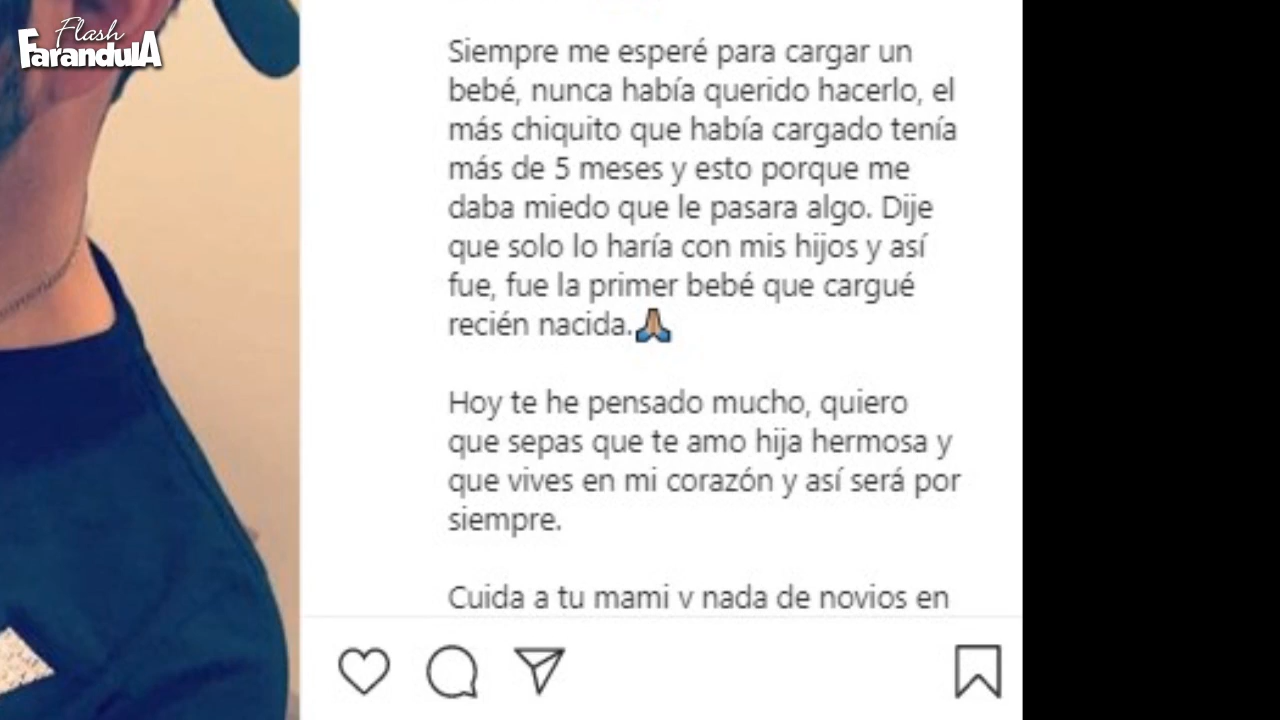 Flash
FarandulA
Siempre me esperé para cargar un
bebé, nunca había querido hacerlo, el
más chiquito que había cargado tenía
más de 5 meses y esto porque me
daba miedo que le pasara algo. Dije
que solo lo haría con mis hijos y así
fue, fue la primer bebé que cargué
recién nacida.🙏🏽
Hoy te he pensado mucho, quiero
que sepas que te amo hija hermosa y
que vives en mi corazón y así será por
siempre.
Cuida a tu mami y nada de novios en